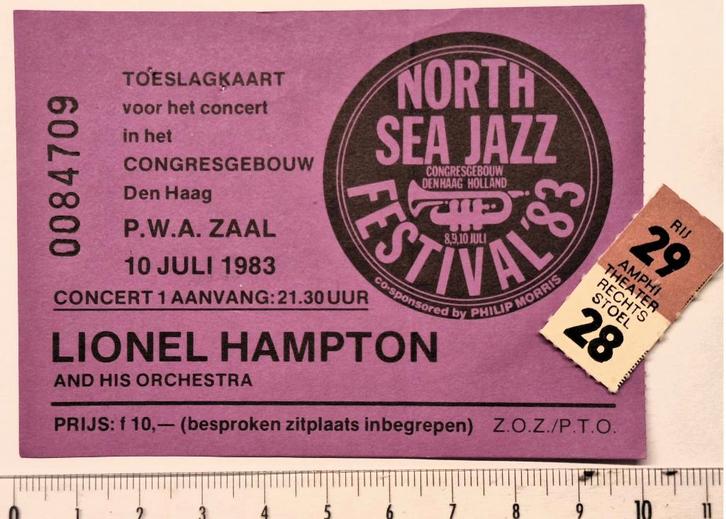 0084709
TOESLAGKAART
voor het concert
in het
CONGRESGEBOUW
Den Haag
P.W.A. ZAAL
10 JULI 1983
CONCERT 1 AANVANG: 21.30 UUR
NORTH
SEA JAZZ
CONGRESGEBOUW
DEN HAAG HOLLAND
8,9,10 JULI
FESTIVAL '83
co-sponsored by PHILIP MORRIS
LIONEL HAMPTON
AND HIS ORCHESTRA
PRIJS: f 10,— (besproken zitplaats inbegrepen) Z.O.Z./P.T.O.
RIJ
29
AMPHI
THEATER
RECHTS
STOEL
28
0 1 2 3 4 5 6 7 8 9 10 11